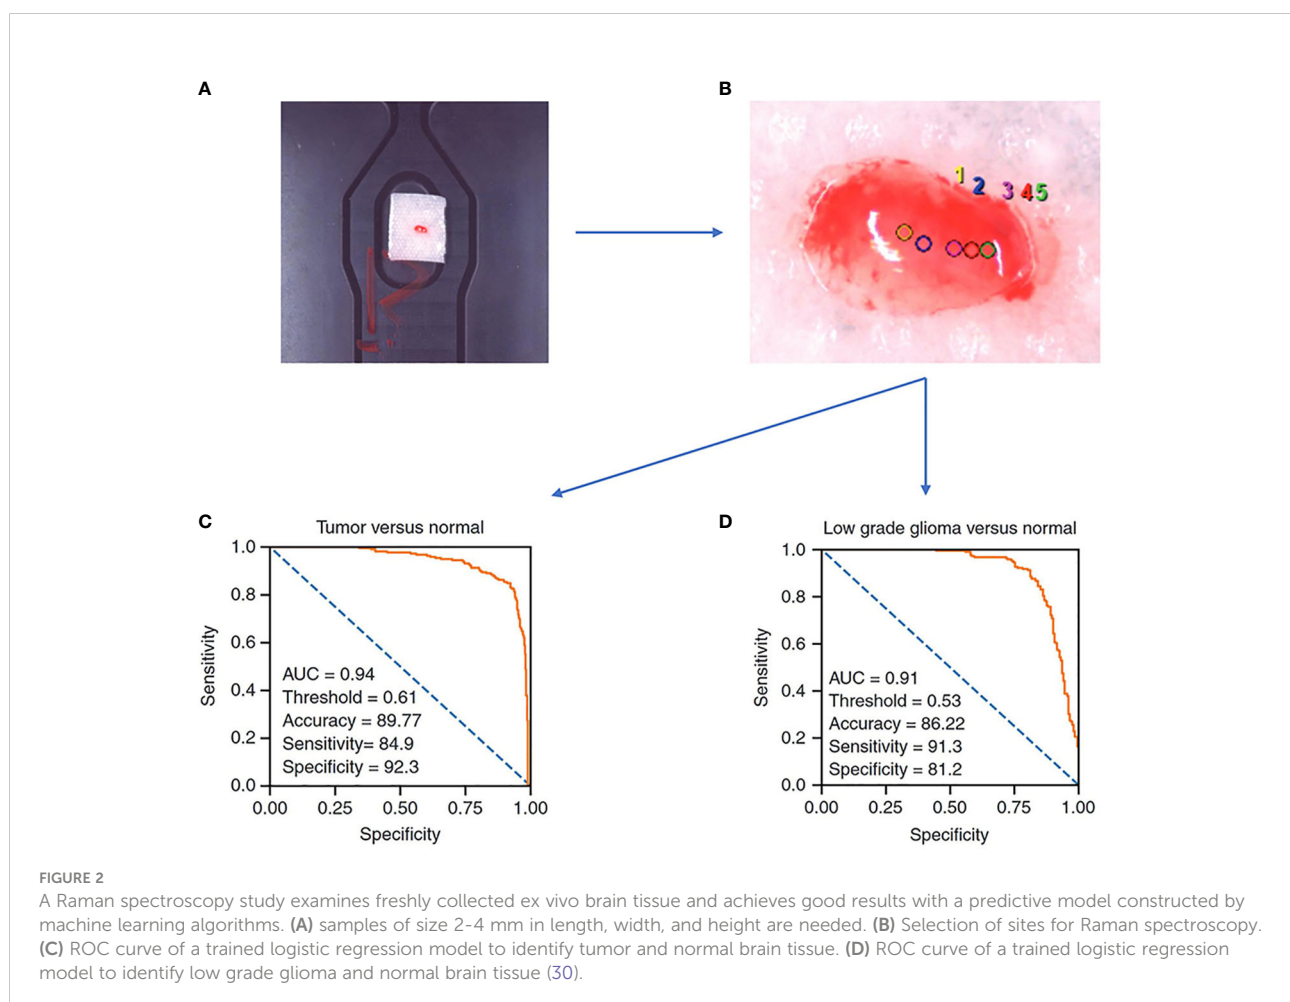 A
B
1
2
3
4
5
C
Tumor versus normal
1.0
0.8
0.6
0.4
0.2
0.0
Sensitivity
AUC = 0.94
Threshold = 0.61
Accuracy = 89.77
Sensitivity= 84.9
Specificity = 92.3
0.00 0.25 0.50 0.75 1.00
Specificity
D
Low grade glioma versus normal
1.0
0.8
0.6
0.4
0.2
0.0
Sensitivity
AUC = 0.91
Threshold = 0.53
Accuracy = 86.22
Sensitivity = 91.3
Specificity = 81.2
0.00 0.25 0.50 0.75 1.00
Specificity
FIGURE 2
A Raman spectroscopy study examines freshly collected ex vivo brain tissue and achieves good results with a predictive model constructed by
machine learning algorithms. (A) samples of size 2-4 mm in length, width, and height are needed. (B) Selection of sites for Raman spectroscopy.
(C) ROC curve of a trained logistic regression model to identify tumor and normal brain tissue. (D) ROC curve of a trained logistic regression
model to identify low grade glioma and normal brain tissue (30).